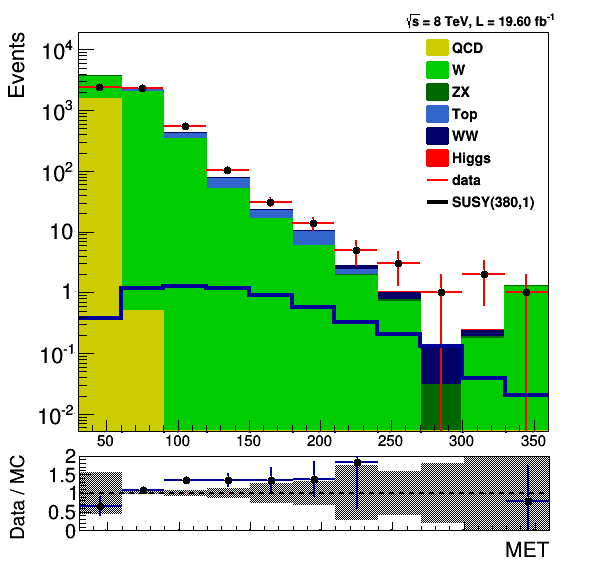 √s = 8 TeV, L = 19.60 fb⁻¹
Events
10⁴
10³
10²
10
1
10⁻¹
10⁻²
QCD
W
ZX
Top
WW
Higgs
data
SUSY(380,1)
50 100 150 200 250 300 350
Data / MC
2
1.5
1
0.5
0
MET